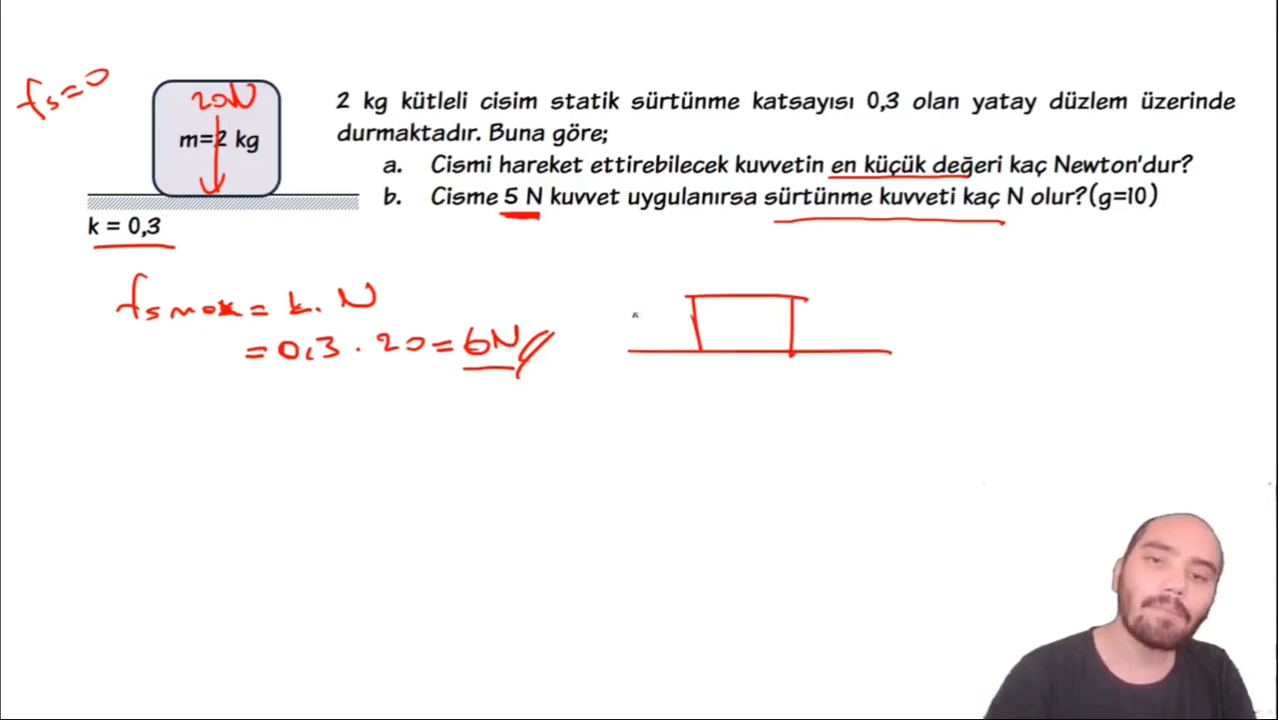 fs=0
20N
m=2 kg
k = 0,3
2 kg kütleli cisim statik sürtünme katsayısı 0,3 olan yatay düzlem üzerinde
durmaktadır. Buna göre;
a. Cismi hareket ettirebilecek kuvvetin en küçük değeri kaç Newton'dur?
b. Cisme 5 N kuvvet uygulanırsa sürtünme kuvveti kaç N olur?(g=10)
fsmax = k. N
= 0,3 . 20 = 6N